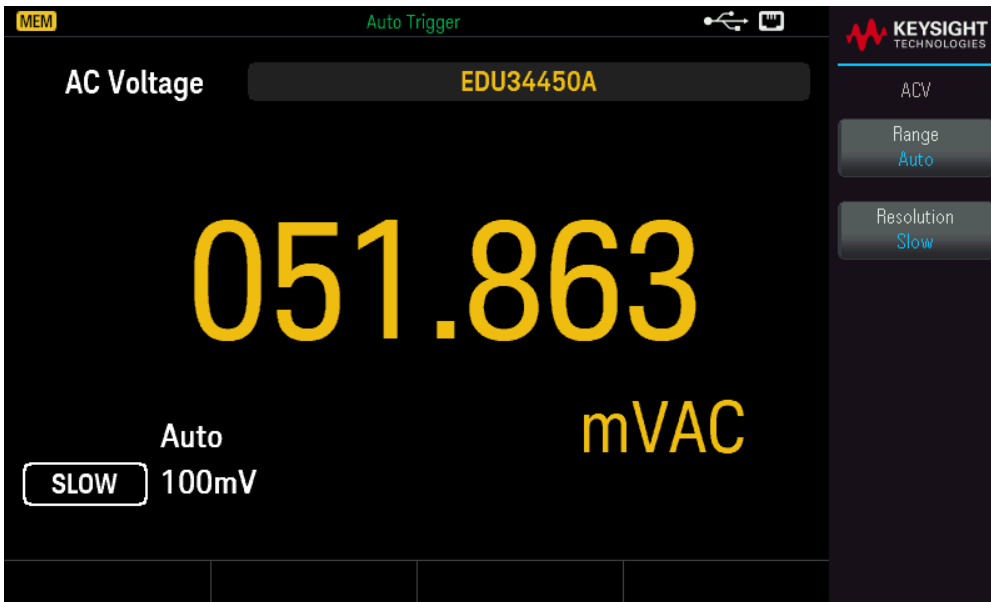 MEM
Auto Trigger
KEYSIGHT
TECHNOLOGIES
AC Voltage
EDU34450A
ACV
Range
Auto
Resolution
Slow
051.863
mVAC
Auto
SLOW
100mV